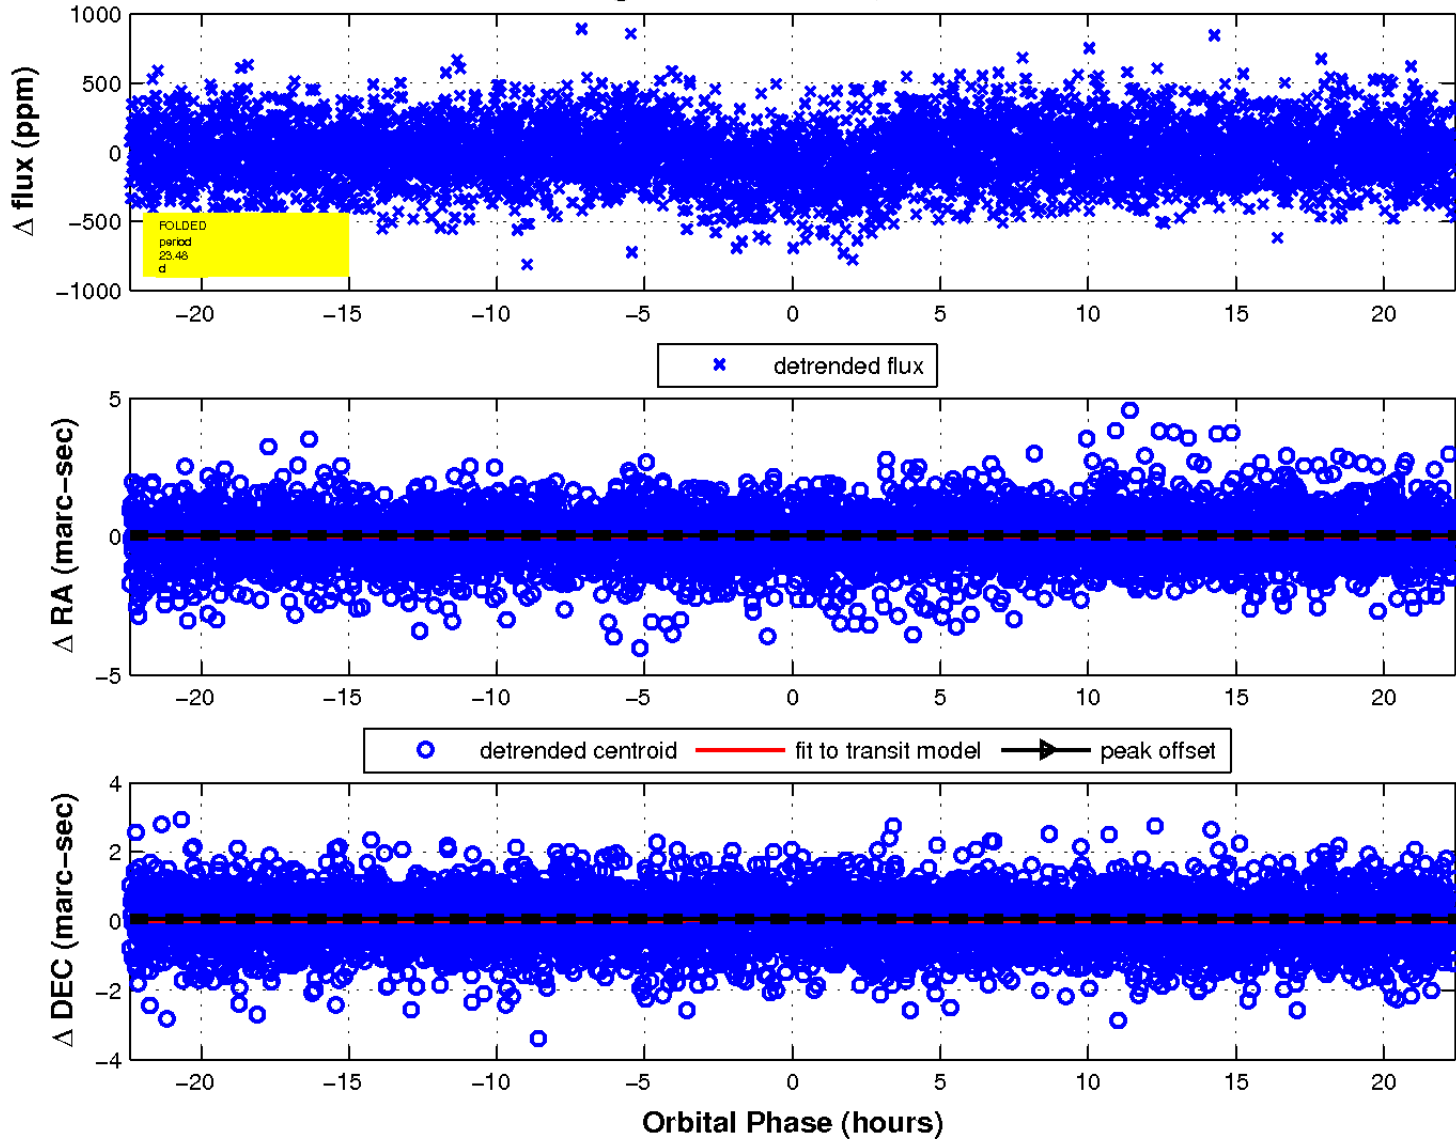 1000
500
0
−500
−1000
Δ flux (ppm)
FOLDED
period
23.48
d
−20 −15 −10 −5 0 5 10 15 20
detrended flux
5
0
−5
Δ RA (marc−sec)
−20 −15 −10 −5 0 5 10 15 20
detrended centroid fit to transit model peak offset
4
2
0
−2
−4
Δ DEC (marc−sec)
−20 −15 −10 −5 0 5 10 15 20
Orbital Phase (hours)